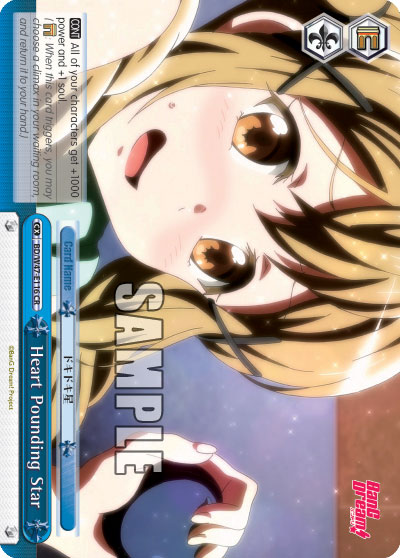 [CONT] All of your characters get +1000
power and +1 soul.
( : When this card triggers, you may
choose a climax in your waiting room,
and return it to your hand.)
CX
Card Name
ドキドキ星
Heart Pounding Star
SAMPLE
©BanG Dream! Project
BanG
Dream!